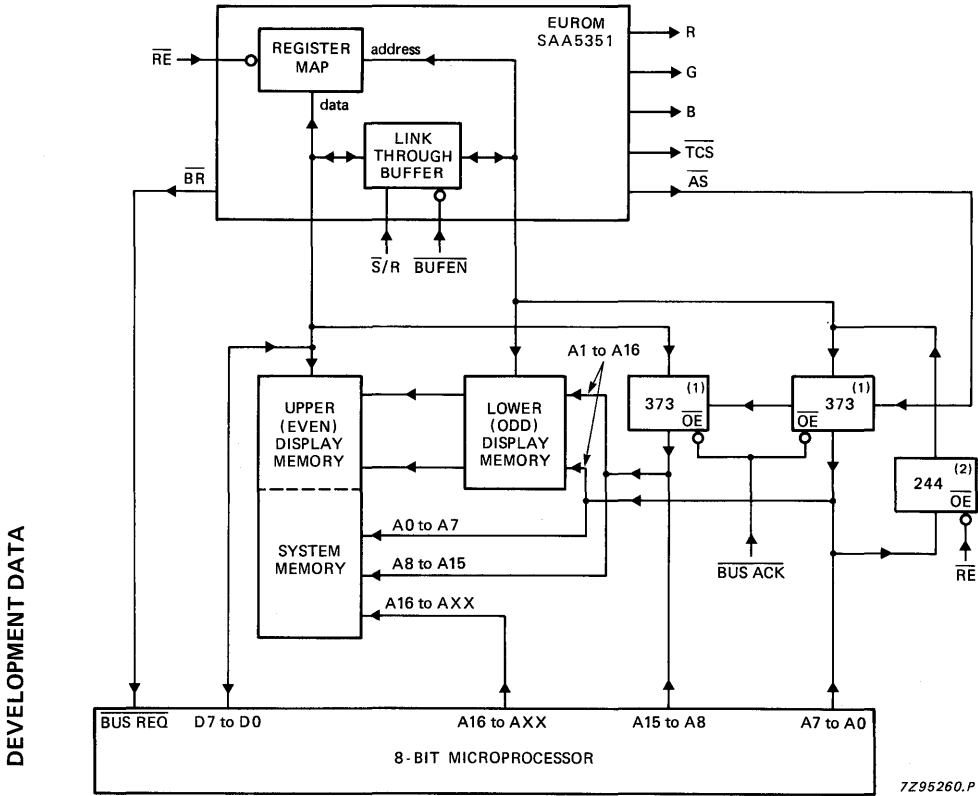 EUROM
SAA5351
RE
REGISTER
MAP
address
data
LINK
THROUGH
BUFFER
R
G
B
TCS
AS
BR
S/R
BUFEN
A1 to A16
UPPER
(EVEN)
DISPLAY
MEMORY
LOWER
(ODD)
DISPLAY
MEMORY
373
(1)
OE
373
(1)
OE
244
(2)
OE
RE
SYSTEM
MEMORY
A0 to A7
A8 to A15
A16 to AXX
BUS ACK
DEVELOPMENT DATA
BUS REQ
D7 to D0
A16 to AXX
A15 to A8
A7 to A0
8-BIT MICROPROCESSOR
7Z95260.P